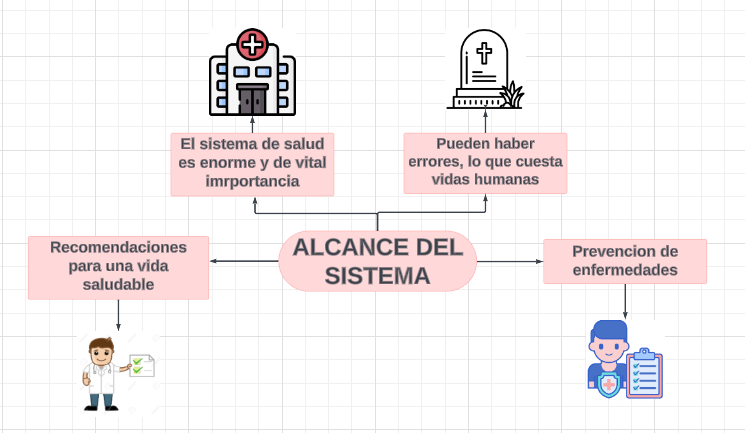 El sistema de salud
es enorme y de vital
imrportancia
Pueden haber
errores, lo que cuesta
vidas humanas
ALCANCE DEL
SISTEMA
Recomendaciones
para una vida
saludable
Prevencion de
enfermedades